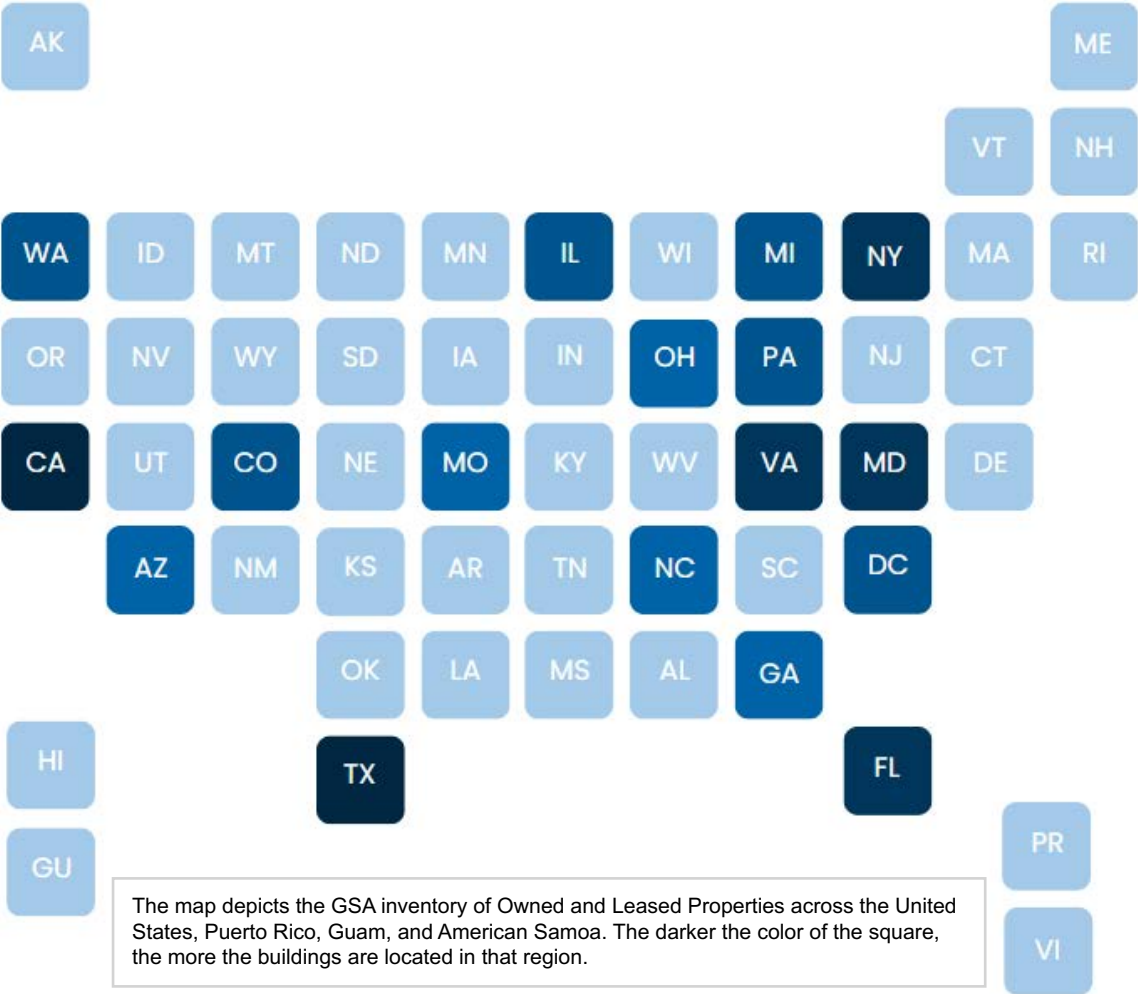 AK
ME
VT
NH
WA
ID
MT
ND
MN
IL
WI
MI
NY
MA
RI
OR
NV
WY
SD
IA
IN
OH
PA
NJ
CT
CA
UT
CO
NE
MO
KY
WV
VA
MD
DE
AZ
NM
KS
AR
TN
NC
SC
DC
OK
LA
MS
AL
GA
HI
TX
FL
GU
PR
VI
The map depicts the GSA inventory of Owned and Leased Properties across the United
States, Puerto Rico, Guam, and American Samoa. The darker the color of the square,
the more the buildings are located in that region.